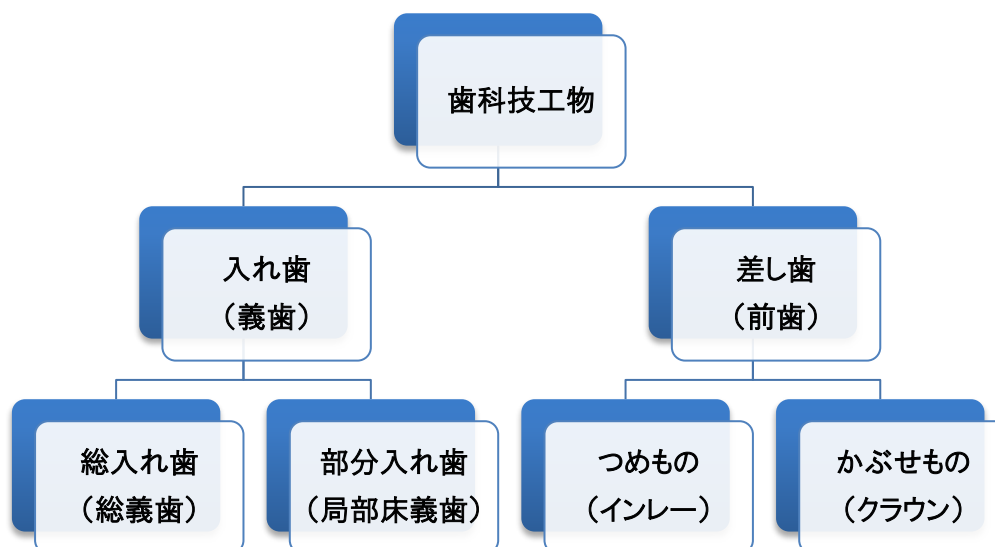 歯科技工物
入れ歯
（義歯）
差し歯
（前歯）
総入れ歯
（総義歯）
部分入れ歯
（局部床義歯）
つめもの
（インレー）
かぶせもの
（クラウン）